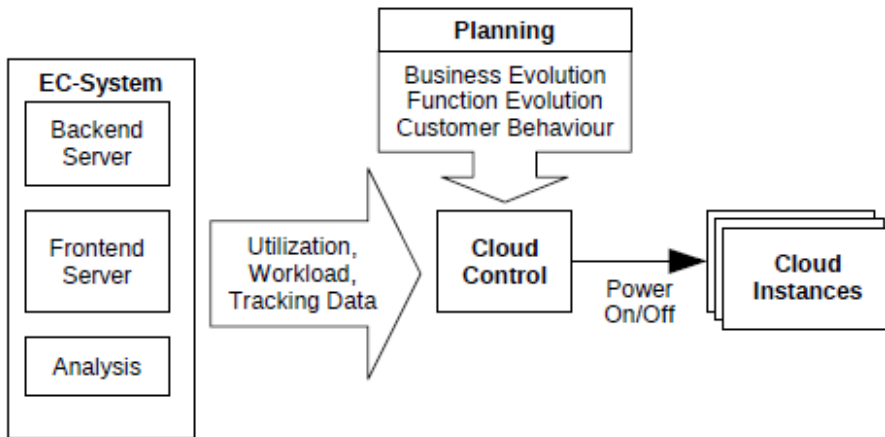 Planning
Business Evolution
Function Evolution
Customer Behaviour
EC-System
Backend
Server
Frontend
Server
Analysis
Utilization,
Workload,
Tracking Data
Cloud
Control
Power
On/Off
Cloud
Instances